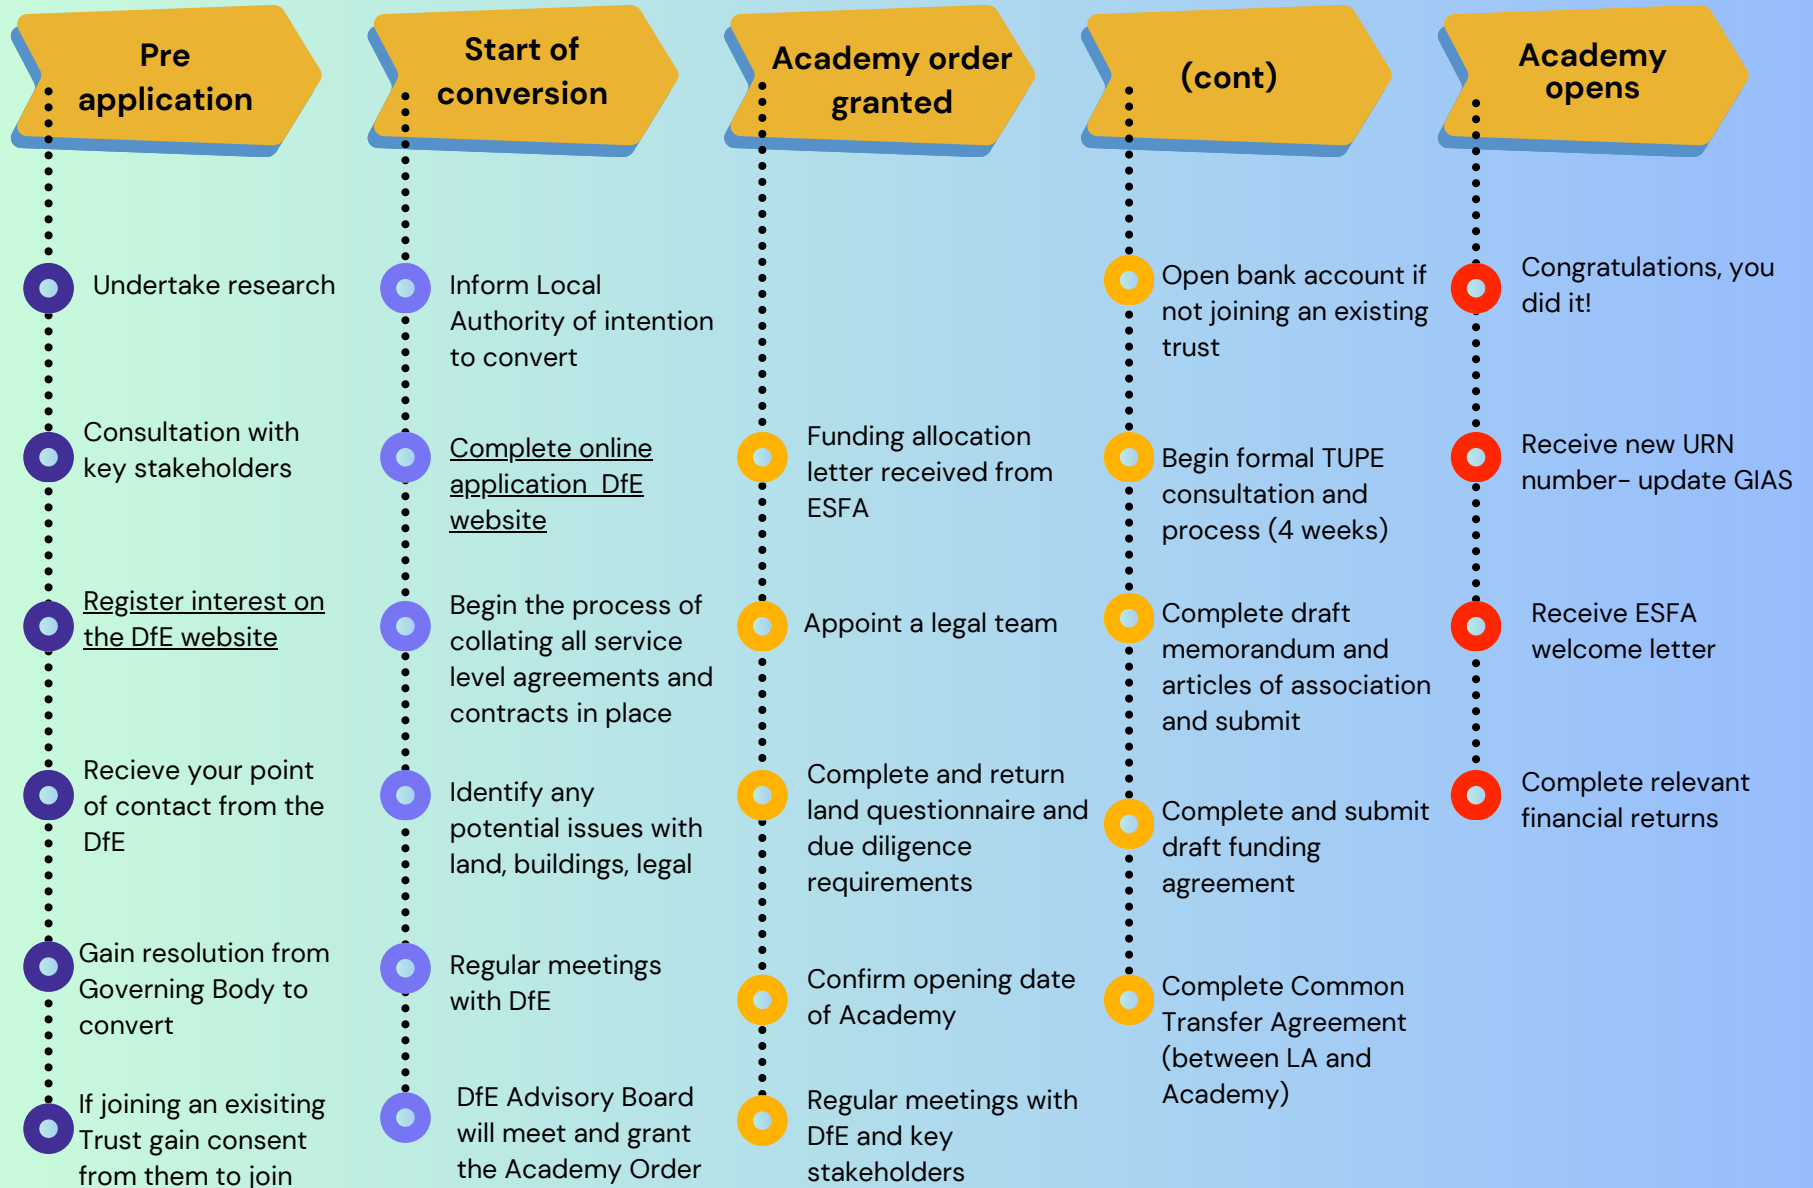 Pre
application
Undertake research
Consultation with
key stakeholders
Register interest on
the DfE website
Recieve your point
of contact from the
DfE
Gain resolution from
Governing Body to
convert
If joining an exisiting
Trust gain consent
from them to join
Start of
conversion
Inform Local
Authority of intention
to convert
Complete online
application DfE
website
Begin the process of
collating all service
level agreements and
contracts in place
Identify any
potential issues with
land, buildings, legal
Regular meetings
with DfE
DfE Advisory Board
will meet and grant
the Academy Order
Academy order
granted
Funding allocation
letter received from
ESFA
Appoint a legal team
Complete and return
land questionnaire and
due diligence
requirements
Confirm opening date
of Academy
Regular meetings with
DfE and key
stakeholders
(cont)
Open bank account if
not joining an existing
trust
Begin formal TUPE
consultation and
process (4 weeks)
Complete draft
memorandum and
articles of association
and submit
Complete and submit
draft funding
agreement
Complete Common
Transfer Agreement
(between LA and
Academy)
Academy
opens
Congratulations, you
did it!
Receive new URN
number- update GIAS
Receive ESFA
welcome letter
Complete relevant
financial returns